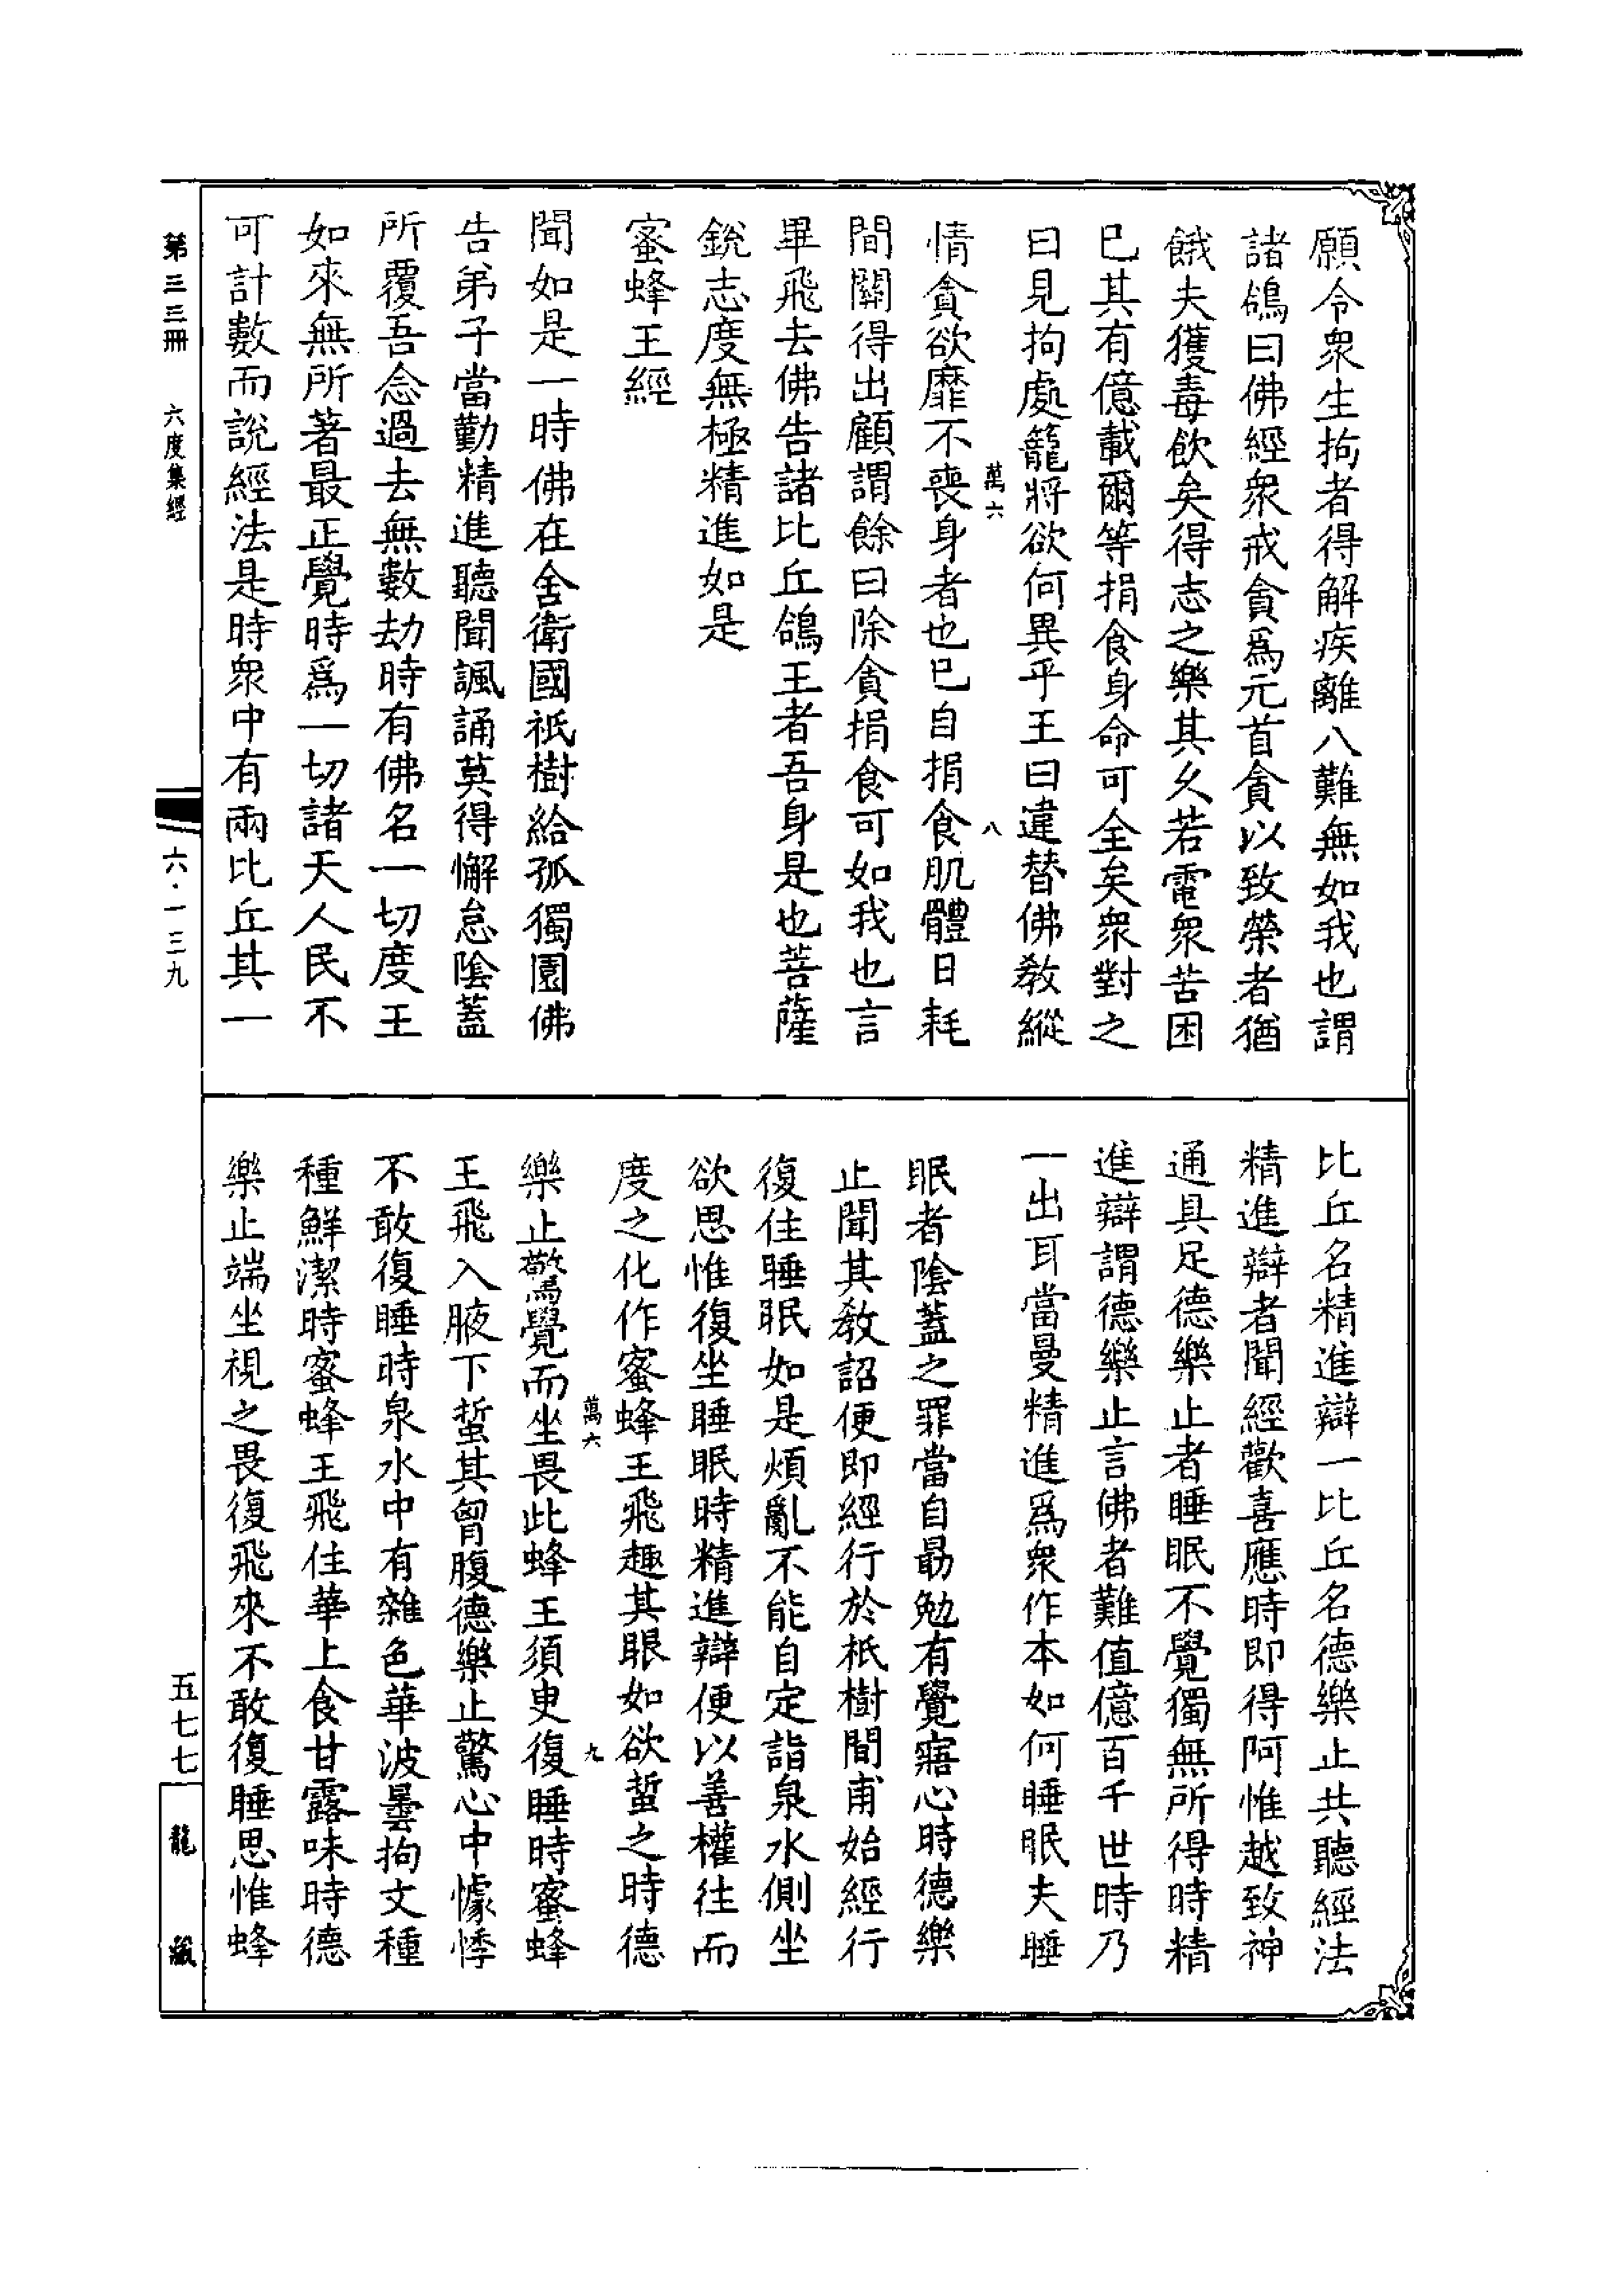 願令衆生拘者得解疾離八難無如我也謂
諸鴿曰佛經衆戒貪爲元首貪以致榮者猶
餓夫獲毒飲矣得志之樂其久若電衆苦困
已其有億載爾等捐食身命可全矣衆對之
曰見拘處籠將欲何異乎王曰違替佛教縱
萬六 八
情貪欲靡不喪身者也已自捐食肌體日耗
間關得出顧謂餘曰除貪捐食可如我也言
畢飛去佛告諸比丘鴿王者吾身是也菩薩
銳志度無極精進如是
蜜蜂王經
聞如是一時佛在舍衛國祇樹給孤獨園佛
告弟子當勤精進聽聞諷誦莫得懈怠陰蓋
所覆吾念過去無數劫時有佛名一切度王
如來無所著最正覺時爲一切諸天人民不
可計數而說經法是時衆中有兩比丘其一
比丘名精進辯一比丘名德樂止共聽經法
精進辯者聞經歡喜應時即得阿惟越致神
通具足德樂止者睡眠不覺獨無所得時精
進辯謂德樂止言佛者難值億百千世時乃
一出耳當曼精進爲衆作本如何睡眠夫睡
眠者陰蓋之罪當自勗勉有覺寤心時德樂
止聞其教詔便即經行於祇樹間甫始經行
復住睡眠如是煩亂不能自定詣泉水側坐
欲思惟復坐睡眠時精進辯便以善權往而
度之化作蜜蜂王飛趣其眼如欲蜇之時德
萬六 九
樂止驚覺而坐畏此蜂王須臾復睡時蜜蜂
王飛入腋下蜇其胷腹德樂止驚心中懅悸
不敢復睡時泉水中有雜色華波曇拘文種
種鮮潔時蜜蜂王飛住華上食甘露味時德
樂止端坐視之畏復飛來不敢復睡思惟蜂
第三三冊 六度集經
六·一三九
五七七
龍藏